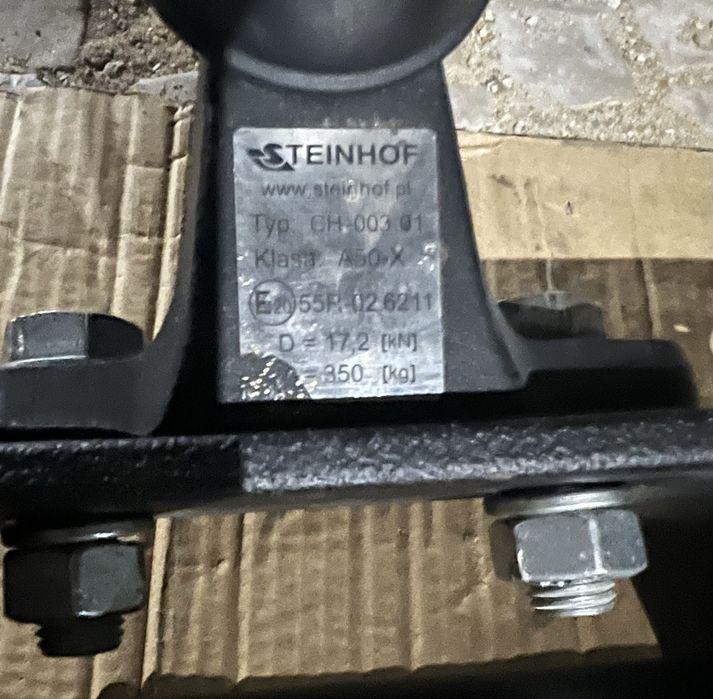 STEINHOF
www.steinhof.pl
Typ: CH-003 01
Klasa: A50-X
E20 55R-02 6211
D = 17,2 [kN]
= 350 [kg]